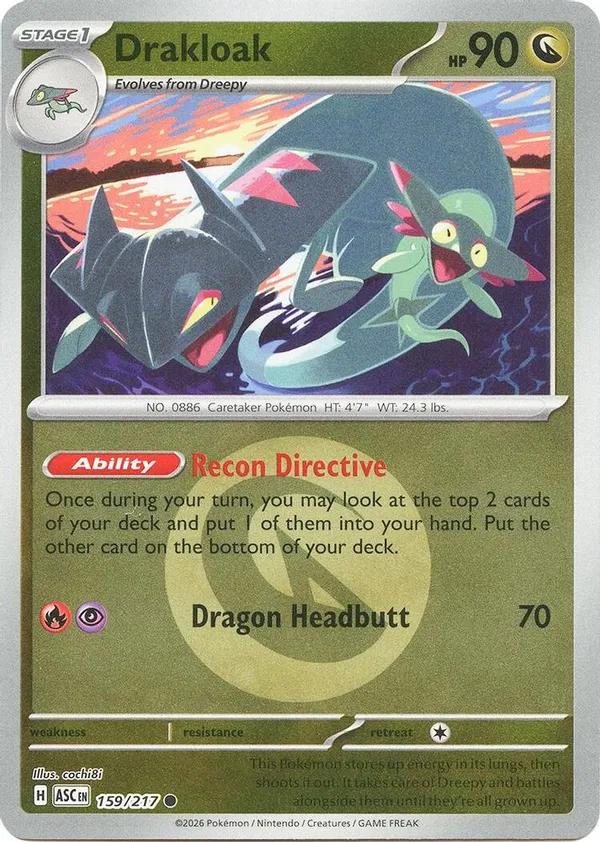 STAGE 1
Drakloak
HP 90
Evolves from Dreepy
NO. 0886 Caretaker Pokémon HT: 4'7" WT: 24.3 lbs.
Ability Recon Directive
Once during your turn, you may look at the top 2 cards
of your deck and put 1 of them into your hand. Put the
other card on the bottom of your deck.
Dragon Headbutt 70
weakness resistance retreat
Illus. cochi8i
This Pokémon stores up energy in its lungs, then
shoots it out. It takes care of Dreepy and battles
alongside them until they're all grown up.
H ASC EN 159/217
©2026 Pokémon / Nintendo / Creatures / GAME FREAK